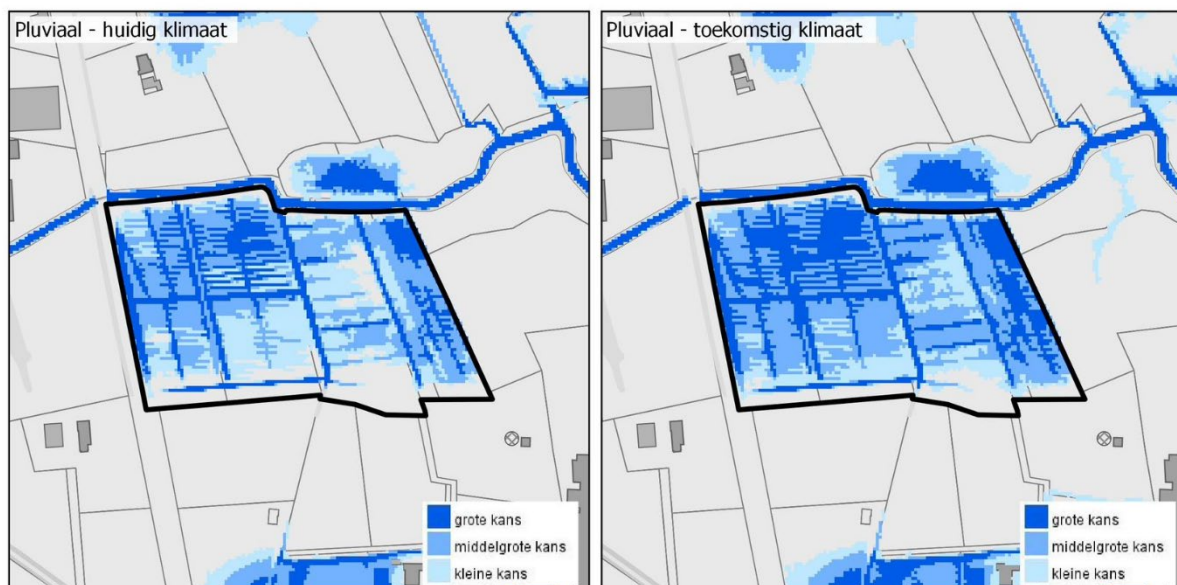 Pluviaal - huidig klimaat
grote kans
middelgrote kans
kleine kans
Pluviaal - toekomstig klimaat
grote kans
middelgrote kans
kleine kans